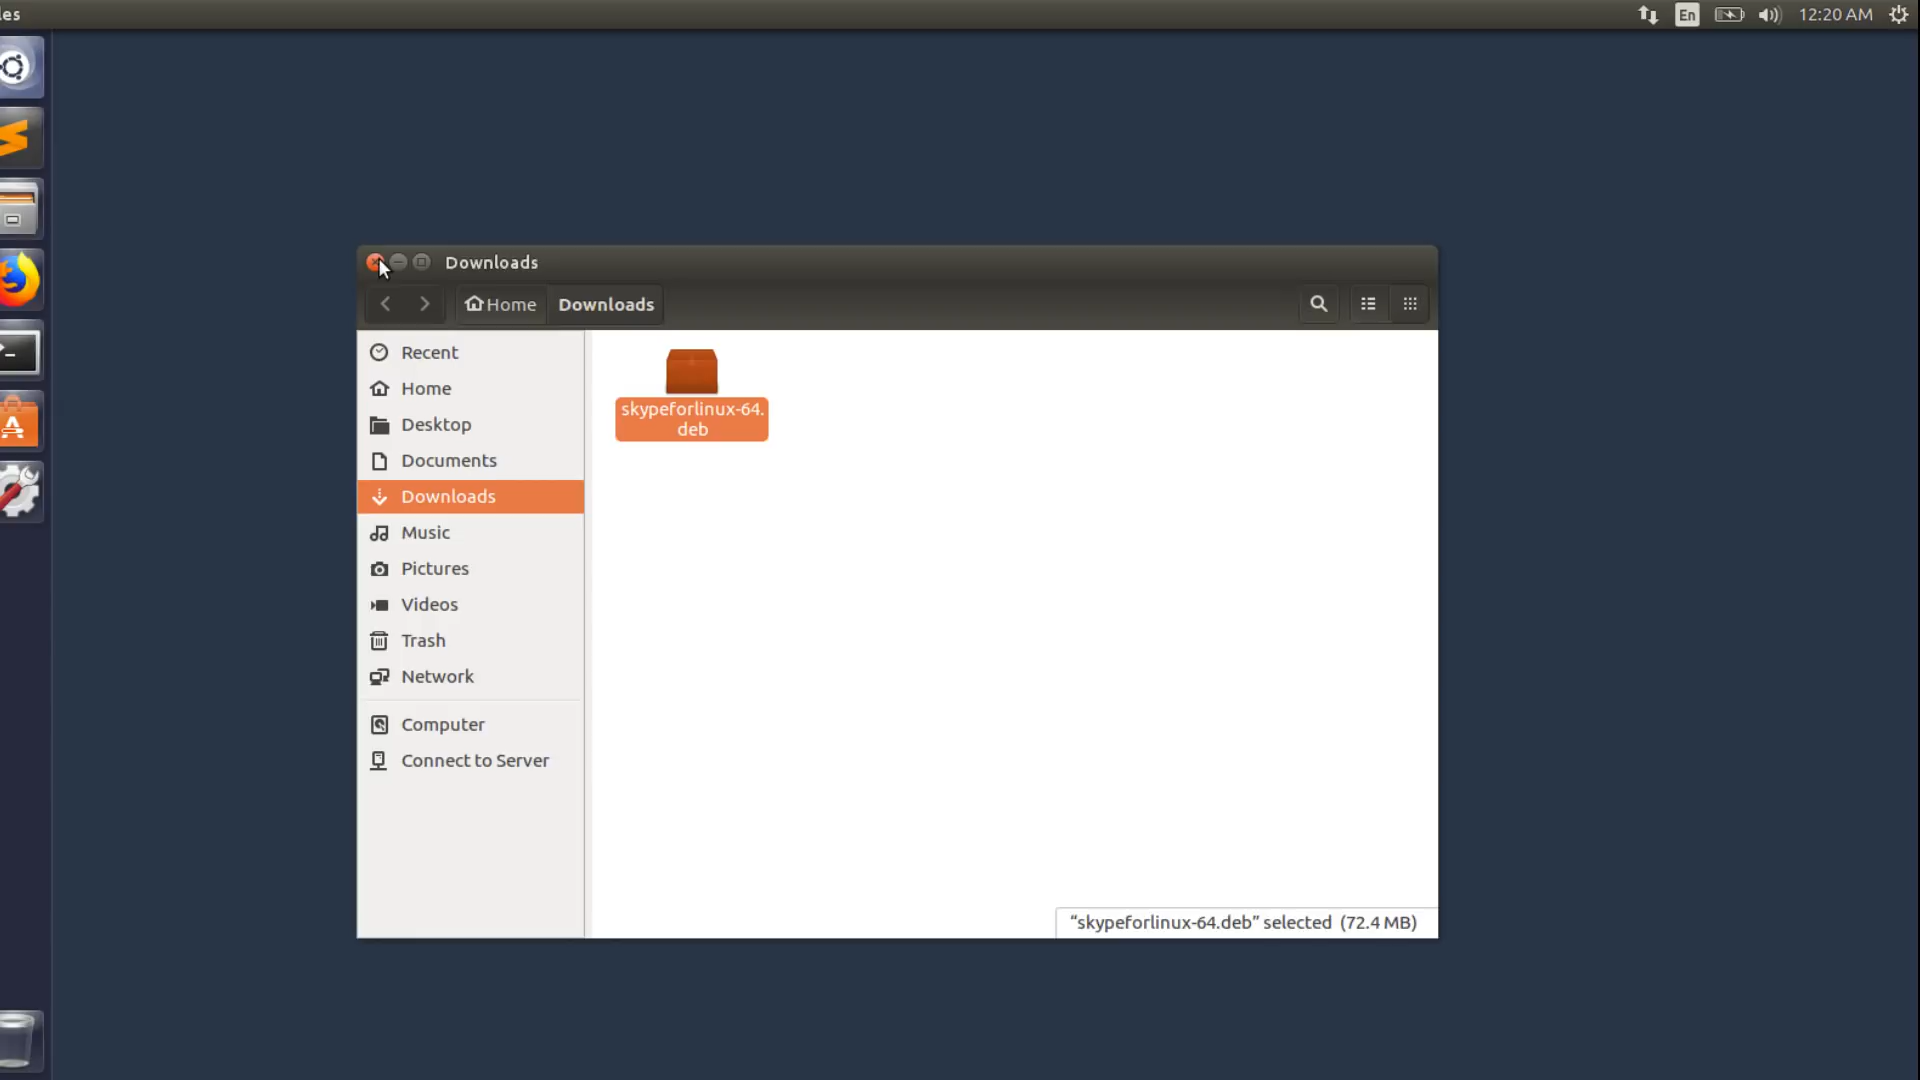 les
En
12:20 AM
Downloads
Home
Downloads
Recent
Home
Desktop
Documents
Downloads
Music
Pictures
Videos
Trash
Network
Computer
Connect to Server
skypeforlinux-64.
deb
“skypeforlinux-64.deb” selected (72.4 MB)